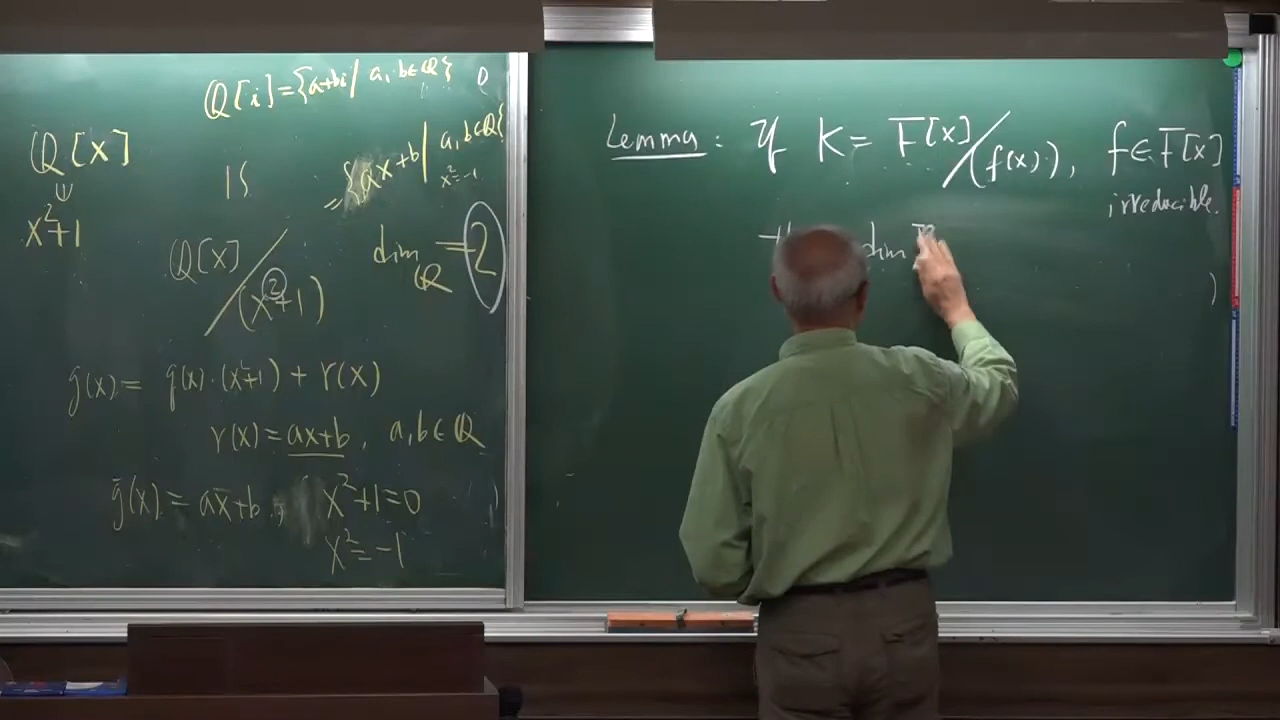 Q[i]={a+bi / a, b∈Q}
Q[x]
ψ
x²+1
IS
={ax+b | a, b∈Q}
x²=-1
Q[x]/(x²+1)
dim_Q = 2
g(x)= q(x)·(x²+1) + r(x)
r(x)= ax+b, a,b∈Q
ḡ(x)= ax̄+b
x²+1=0
x²=-1
Lemma: If K= F[x]/(f(x)), f∈F[x]
irreducible.
dim